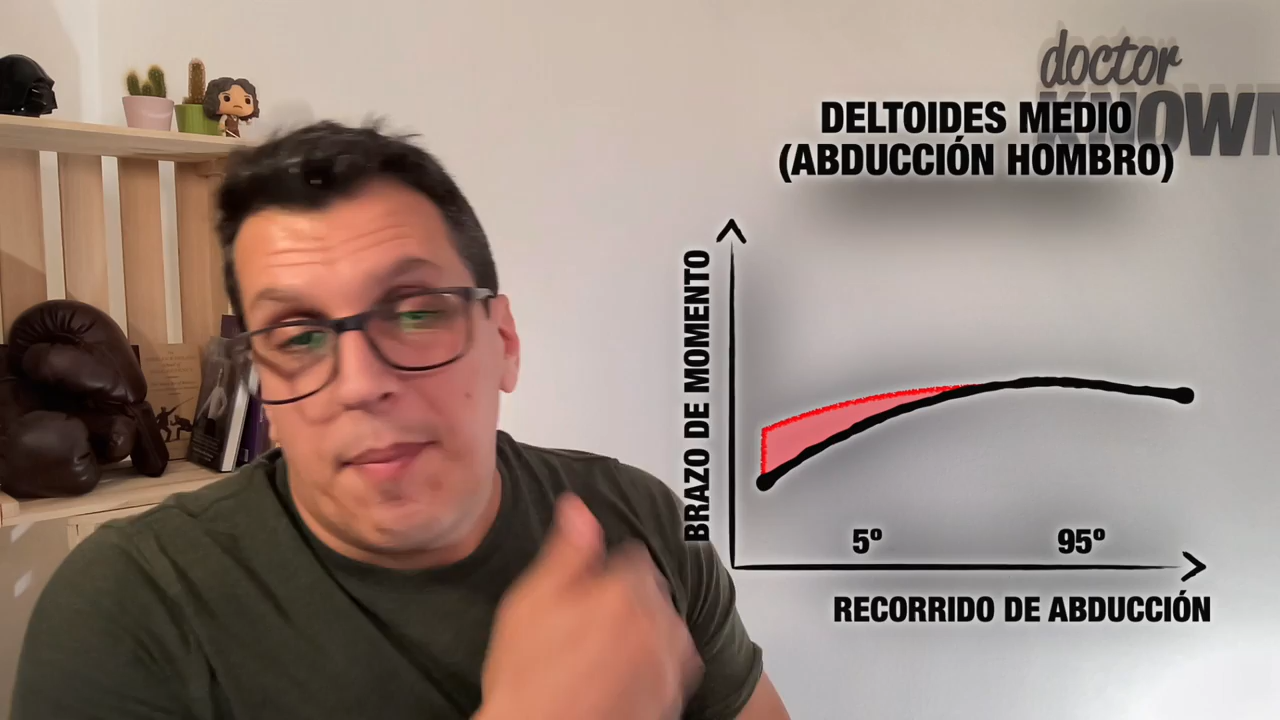 doctor
DELTOIDES MEDIO
(ABDUCCIÓN HOMBRO)
BRAZO DE MOMENTO
5º
95º
RECORRIDO DE ABDUCCIÓN